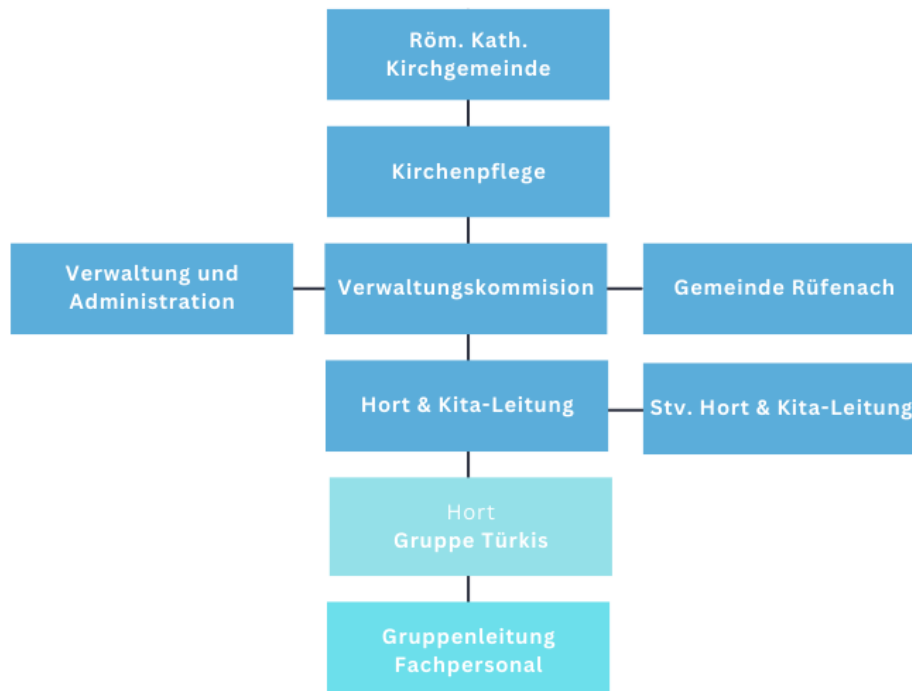 Röm. Kath.
Kirchgemeinde
Kirchenpflege
Verwaltung und
Administration
Verwaltungskommision
Gemeinde Rüfenach
Hort & Kita-Leitung
Stv. Hort & Kita-Leitung
Hort
Gruppe Türkis
Gruppenleitung
Fachpersonal